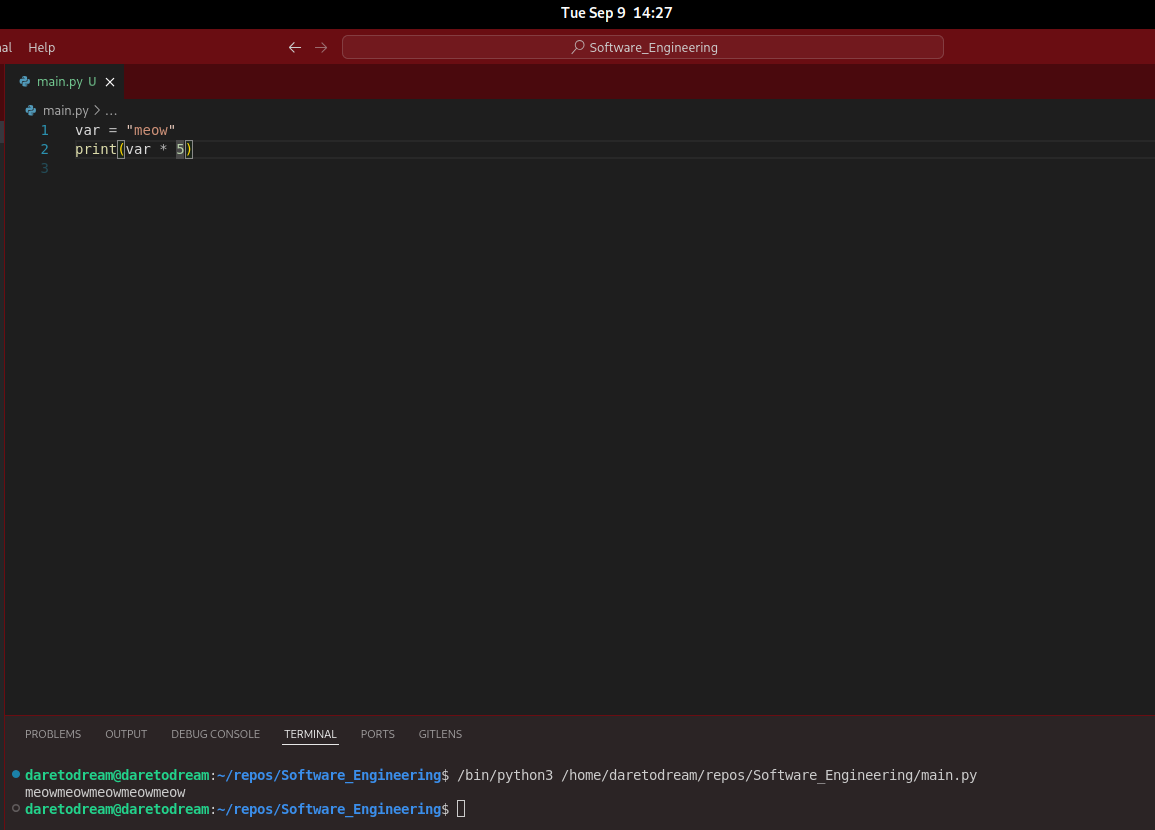 Tue Sep 9 14:27
al Help
Software_Engineering
main.py U
main.py > ...
1 var = "meow"
2 print(var * 5)
3
PROBLEMS OUTPUT DEBUG CONSOLE TERMINAL PORTS GITLENS
daretodream@daretodream:~/repos/Software_Engineering$ /bin/python3 /home/daretodream/repos/Software_Engineering/main.py
meowmeowmeowmeowmeow
daretodream@daretodream:~/repos/Software_Engineering$